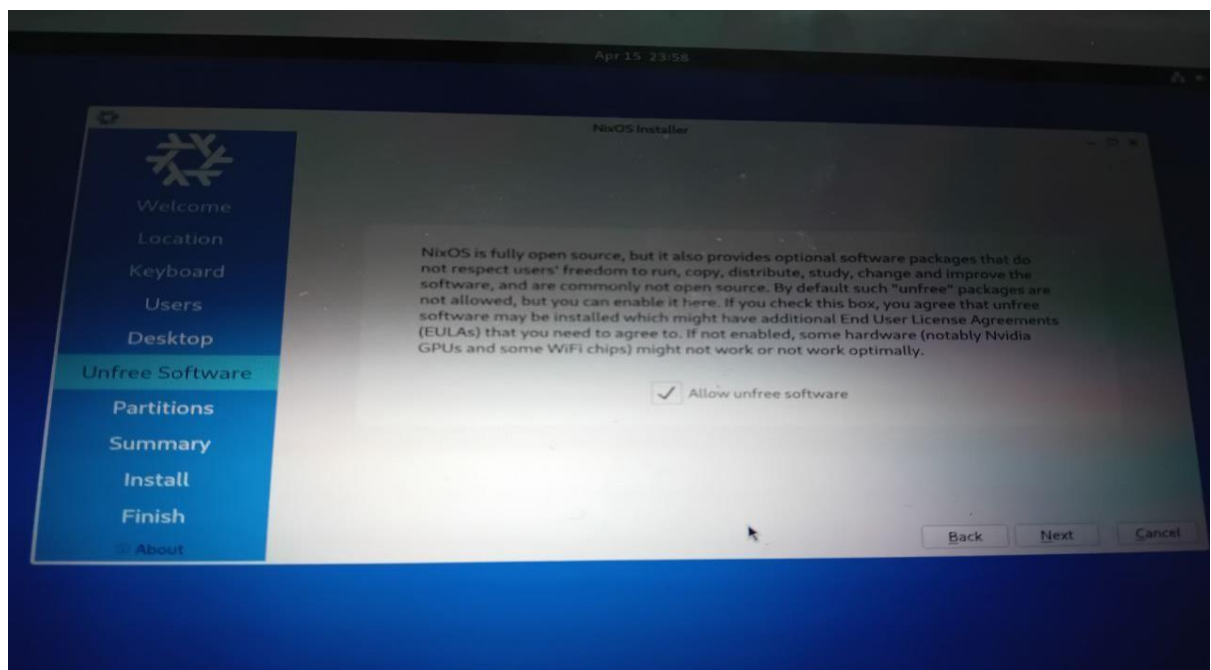 Apr 15 23:58
NixOS Installer
Welcome
Location
Keyboard
Users
Desktop
Unfree Software
Partitions
Summary
Install
Finish
About
NixOS is fully open source, but it also provides optional software packages that do
not respect users' freedom to run, copy, distribute, study, change and improve the
software, and are commonly not open source. By default such "unfree" packages are
not allowed, but you can enable it here. If you check this box, you agree that unfree
software may be installed which might have additional End User License Agreements
(EULAs) that you need to agree to. If not enabled, some hardware (notably Nvidia
GPUs and some WiFi chips) might not work or not work optimally.
Allow unfree software
Back Next Cancel